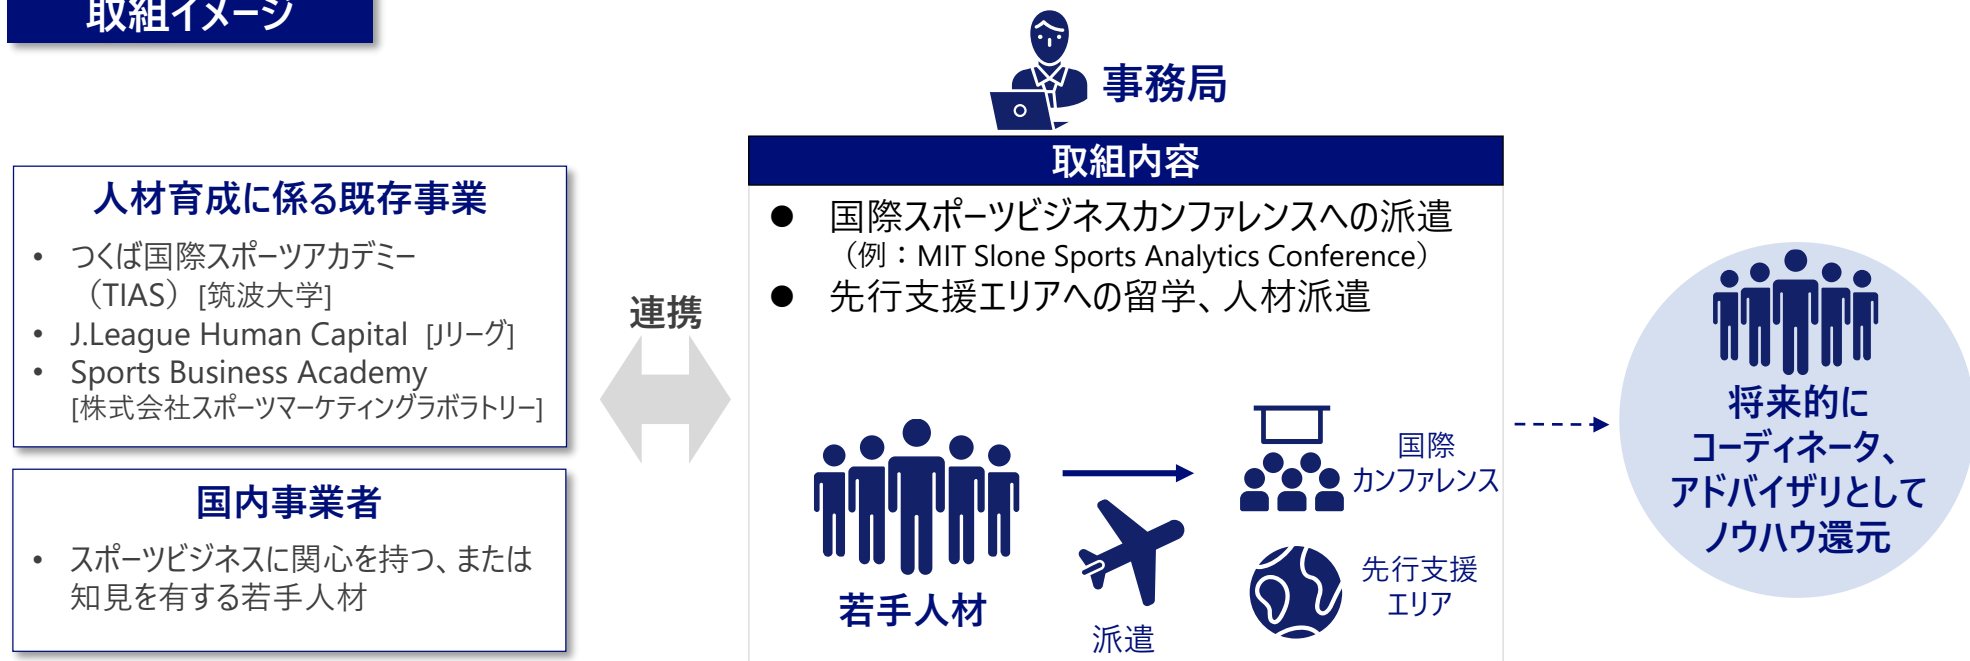 取組イメージ
事務局
人材育成に係る既存事業
• つくば国際スポーツアカデミー
（TIAS）[筑波大学]
• J.League Human Capital [Jリーグ]
• Sports Business Academy
[株式会社スポーツマーケティングラボラトリー]
国内事業者
• スポーツビジネスに関心を持つ、または
知見を有する若手人材
連携
取組内容
● 国際スポーツビジネスカンファレンスへの派遣
（例：MIT Slone Sports Analytics Conference）
● 先行支援エリアへの留学、人材派遣
若手人材
派遣
国際
カンファレンス
先行支援
エリア
将来的に
コーディネータ、
アドバイザリとして
ノウハウ還元